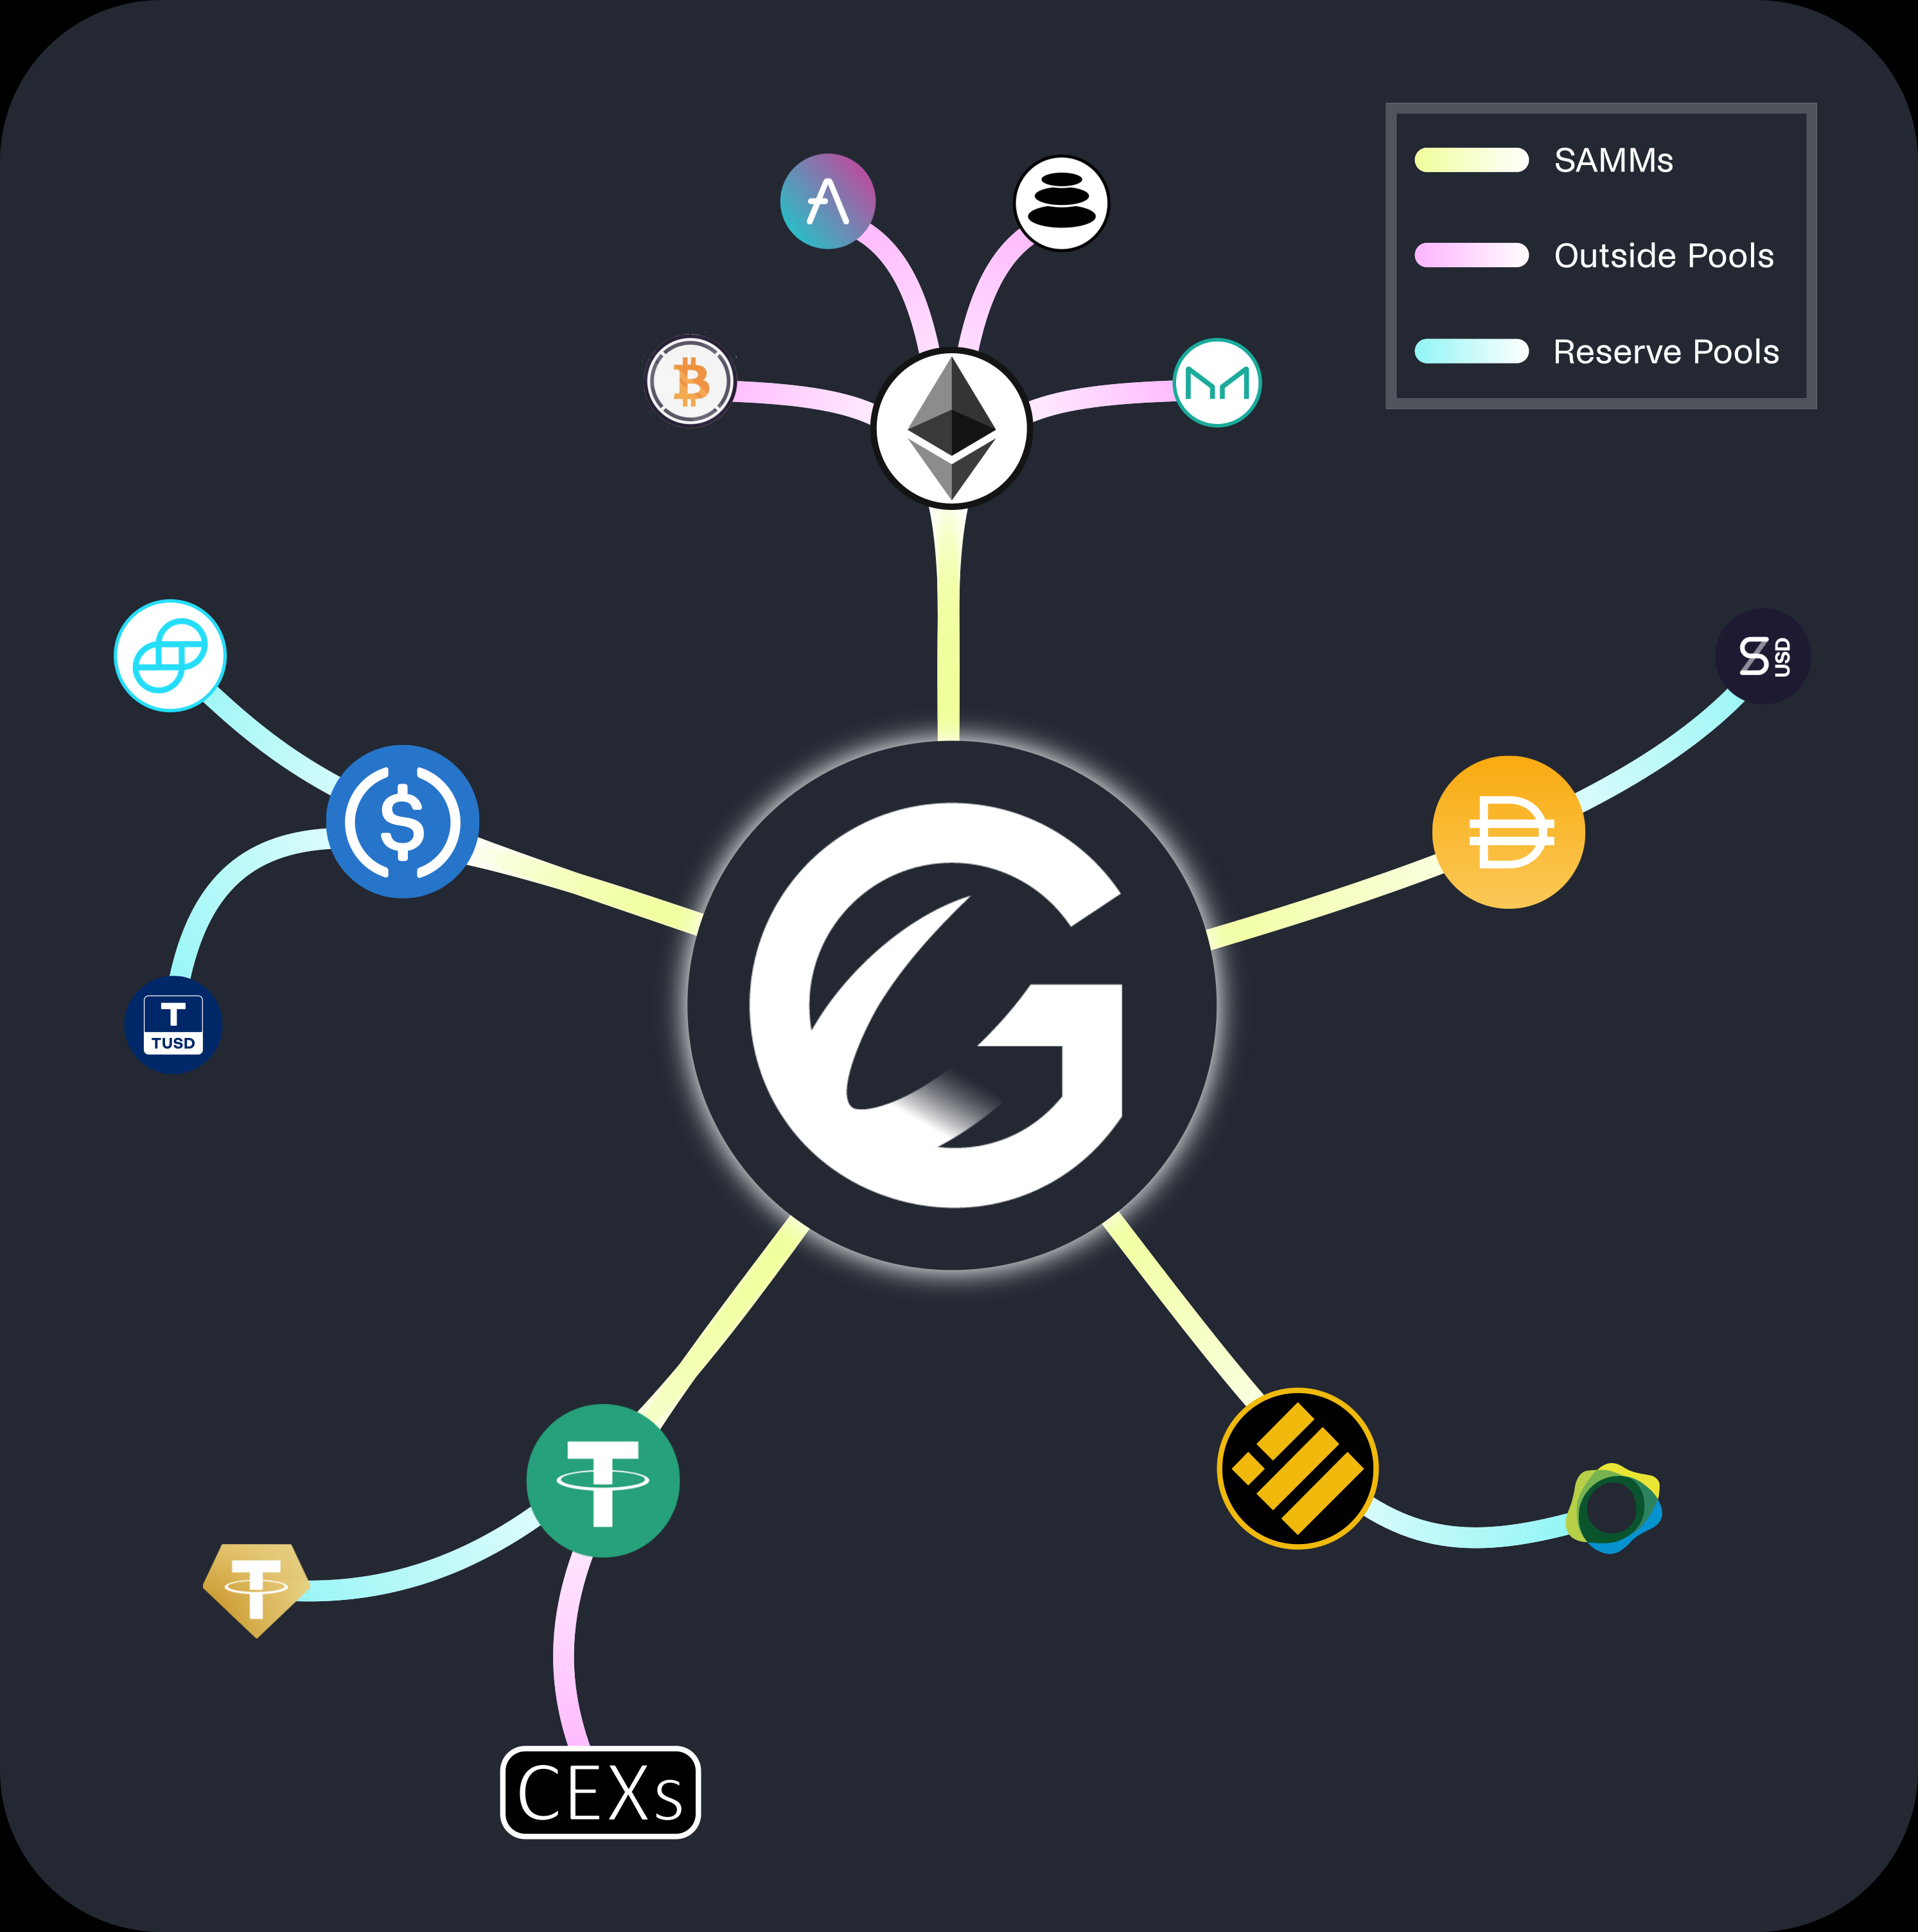 SAMMs
Outside Pools
Reserve Pools
USD
T
TUSD
CEXs